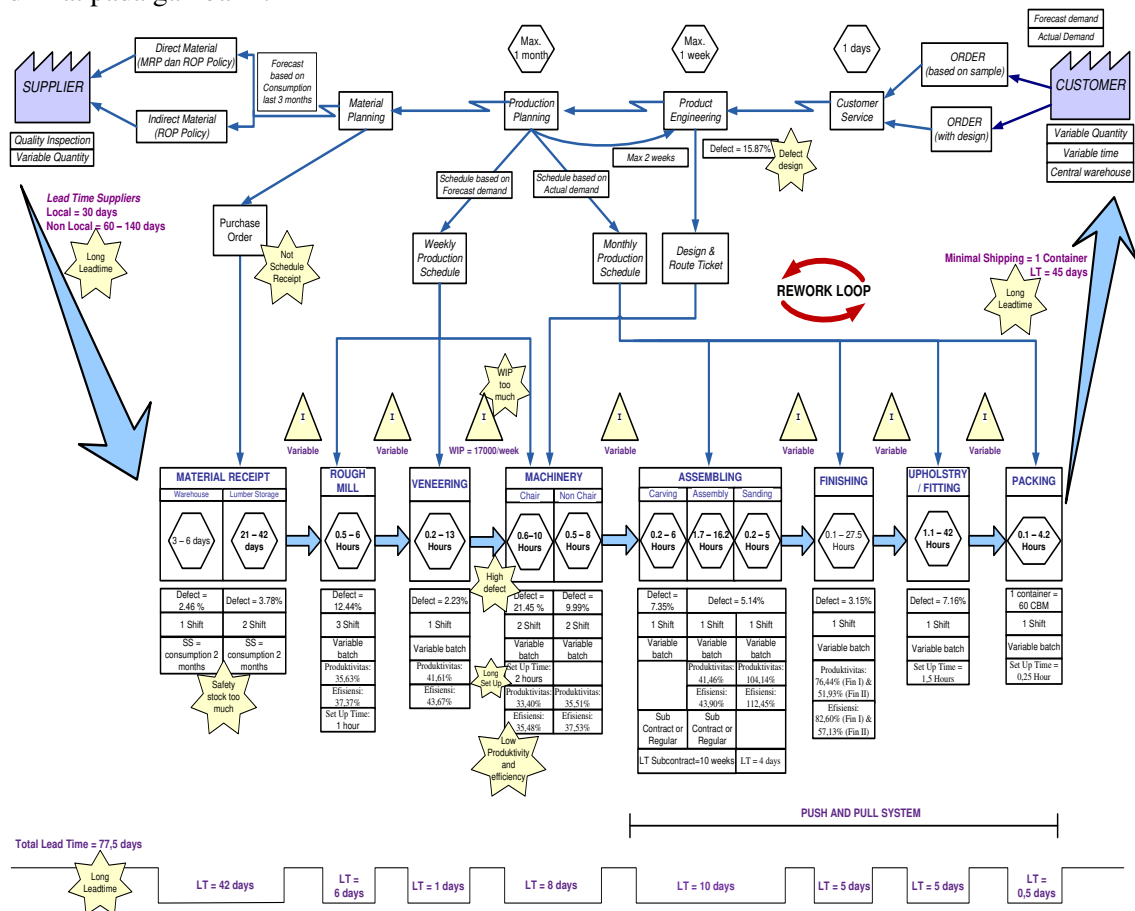 Direct Material
(MRP dan ROP Policy)
Forecast
based on
Consumption
last 3 months
Max.
1 month
Max.
1 week
1 days
ORDER
(based on sample)
Forecast demand
Actual Demand
SUPPLIER
Material
Planning
Production
Planning
Product
Engineering
Customer
Service
CUSTOMER
Indirect Material
(ROP Policy)
ORDER
(with design)
Quality Inspection
Variable Quantity
Max 2 weeks
Defect = 15.87%
Defect
design
Variable Quantity
Variable time
Central warehouse
Lead Time Suppliers
Local = 30 days
Non Local = 60 – 140 days
Long
Leadtime
Schedule based on
Forecast demand
Schedule based on
Actual demand
Purchase
Order
Not
Schedule
Receipt
Weekly
Production
Schedule
Monthly
Production
Schedule
Design &
Route Ticket
REWORK LOOP
Minimal Shipping = 1 Container
LT = 45 days
Long
Leadtime
WIP
too
much
I
I
I
I
I
I
I
Variable
Variable
WIP = 17000/week
Variable
Variable
Variable
Variable
MATERIAL RECEIPT
Warehouse
Lumber Storage
3 – 6 days
21 – 42
days
ROUGH
MILL
0.5 – 6
Hours
VENEERING
0.2 – 13
Hours
MACHINERY
Chair
Non Chair
0.6–10
Hours
0.5 – 8
Hours
ASSEMBLING
Carving
Assembly
Sanding
0.2 – 6
Hours
1.7 – 16.2
Hours
0.2 – 5
Hours
FINISHING
0.1 – 27.5
Hours
UPHOLSTRY
/ FITTING
1.1 – 42
Hours
PACKING
0.1 – 4.2
Hours
Defect =
2.46 %
Defect = 3.78%
1 Shift
2 Shift
SS =
consumption 2
months
SS =
consumption 2
months
Safety
stock too
much
Defect =
12.44%
3 Shift
Variable
batch
Produktivitas:
35,63%
Efisiensi:
37,37%
Set Up Time:
1 hour
Defect = 2.23%
1 Shift
Variable batch
Produktivitas:
41,61%
Efisiensi:
43,67%
High
defect
Defect =
21.45 %
Defect =
9.99%
2 Shift
2 Shift
Variable
batch
Variable
batch
Long
Set Up
Set Up Time:
2 hours
Produktivitas:
33,40%
Produktivitas:
35,51%
Efisiensi:
35,48%
Efisiensi:
37,53%
Low
Produktivity
and
efficiency
Defect =
7.35%
Defect = 5.14%
1 Shift
1 Shift
1 Shift
Variable
batch
Variable
batch
Variable
batch
Produktivitas:
41,46%
Produktivitas:
104,14%
Efisiensi:
43,90%
Efisiensi:
112,45%
Sub
Contract or
Regular
Sub
Contract or
Regular
LT Subcontract=10 weeks
LT = 4 days
Defect = 3.15%
1 Shift
Variable batch
Produktivitas:
76,44% (Fin I) &
51,93% (Fin II)
Efisiensi:
82,60% (Fin I) &
57,13% (Fin II)
Defect = 7.16%
1 Shift
Variable batch
Set Up Time =
1,5 Hours
1 container =
60 CBM
1 Shift
Variable batch
Set Up Time =
0,25 Hour
PUSH AND PULL SYSTEM
Total Lead Time = 77,5 days
Long
Leadtime
LT = 42 days
LT =
6 days
LT = 1 days
LT = 8 days
LT = 10 days
LT = 5 days
LT = 5 days
LT =
0,5 days